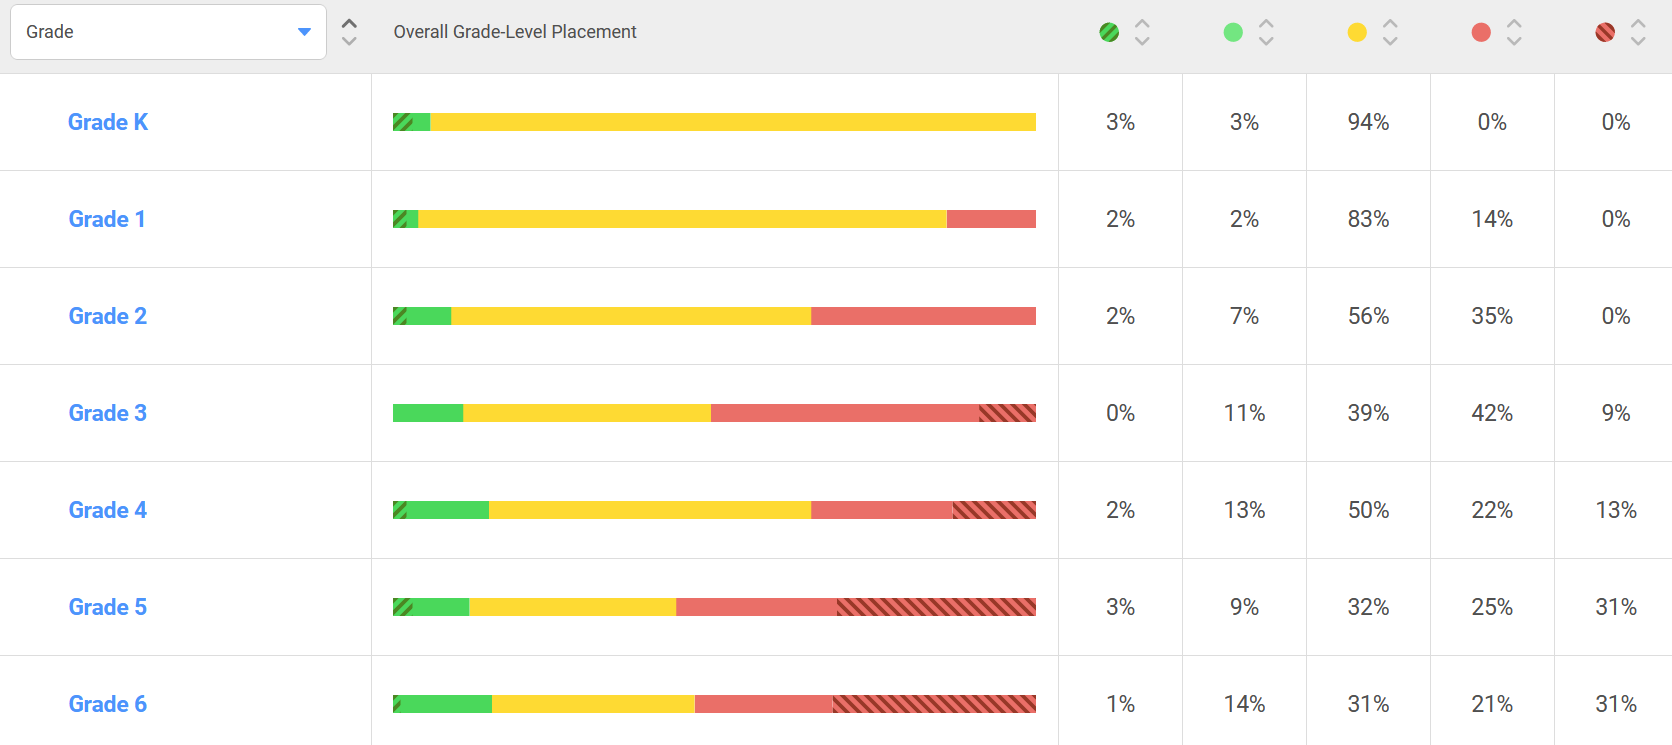 Grade Overall Grade-Level Placement
Grade K 3% 3% 94% 0% 0%
Grade 1 2% 2% 83% 14% 0%
Grade 2 2% 7% 56% 35% 0%
Grade 3 0% 11% 39% 42% 9%
Grade 4 2% 13% 50% 22% 13%
Grade 5 3% 9% 32% 25% 31%
Grade 6 1% 14% 31% 21% 31%